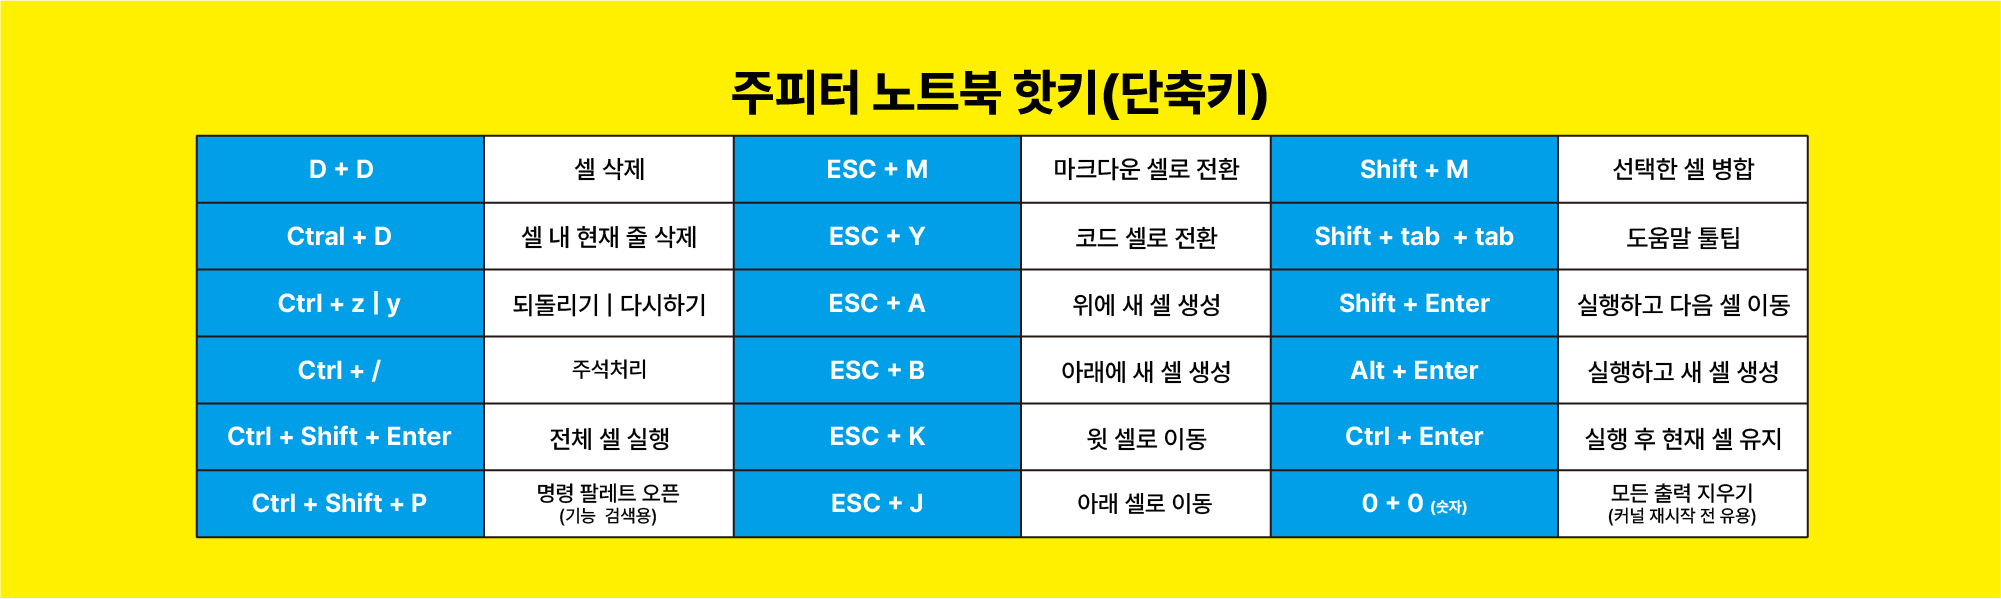 주피터 노트북 핫키(단축키)
D + D 셀 삭제 ESC + M 마크다운 셀로 전환 Shift + M 선택한 셀 병합
Ctral + D 셀 내 현재 줄 삭제 ESC + Y 코드 셀로 전환 Shift + tab + tab 도움말 툴팁
Ctrl + z | y 되돌리기 | 다시하기 ESC + A 위에 새 셀 생성 Shift + Enter 실행하고 다음 셀 이동
Ctrl + / 주석처리 ESC + B 아래에 새 셀 생성 Alt + Enter 실행하고 새 셀 생성
Ctrl + Shift + Enter 전체 셀 실행 ESC + K 윗 셀로 이동 Ctrl + Enter 실행 후 현재 셀 유지
Ctrl + Shift + P 명령 팔레트 오픈 (기능 검색용) ESC + J 아래 셀로 이동 0 + 0 (숫자) 모든 출력 지우기 (커널 재시작 전 유용)